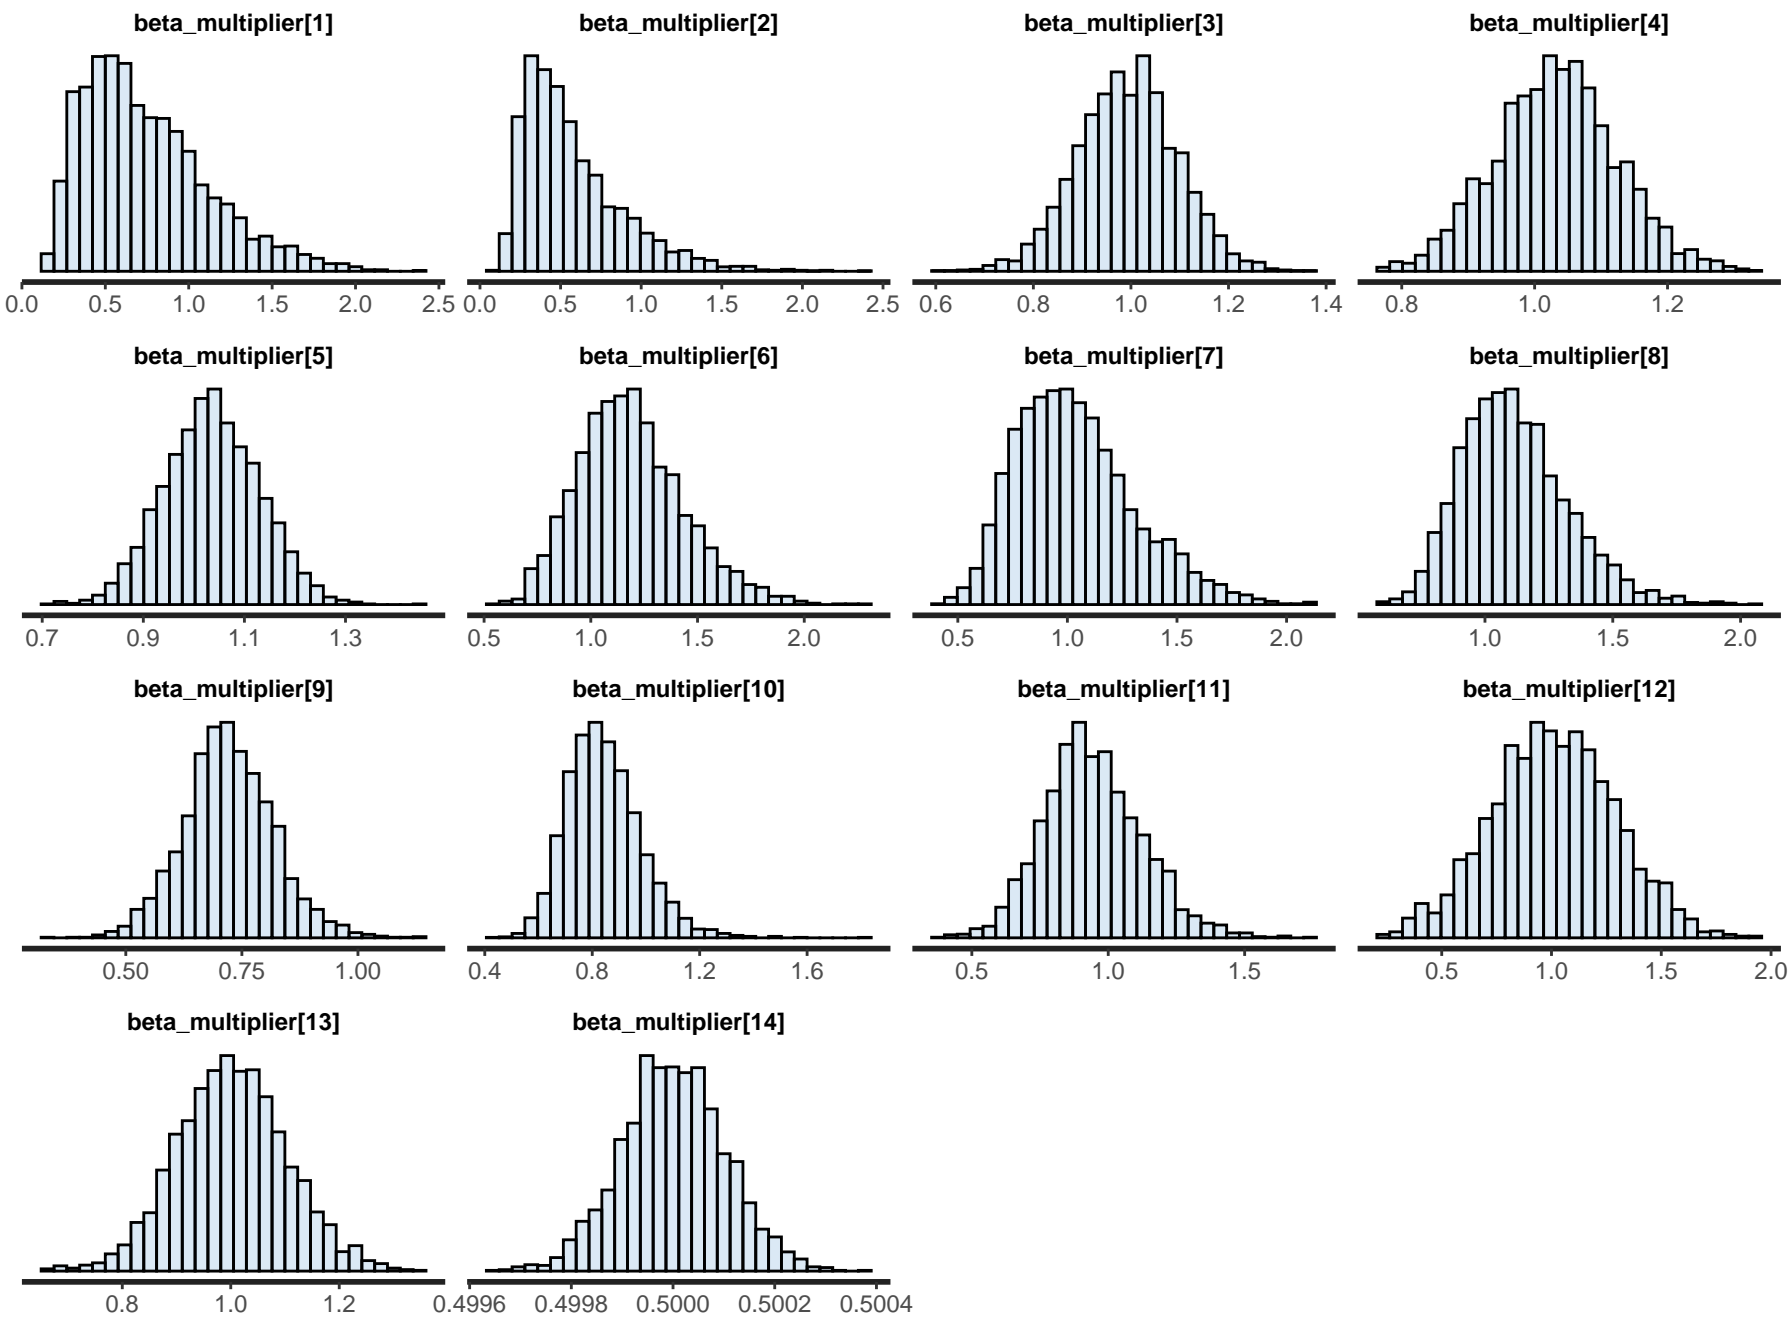 beta_multiplier[1] beta_multiplier[2] beta_multiplier[3] beta_multiplier[4]
0.0 0.5 1.0 1.5 2.0 2.5 0.0 0.5 1.0 1.5 2.0 2.5 0.6 0.8 1.0 1.2 1.4 0.8 1.0 1.2
beta_multiplier[5] beta_multiplier[6] beta_multiplier[7] beta_multiplier[8]
0.7 0.9 1.1 1.3 0.5 1.0 1.5 2.0 0.5 1.0 1.5 2.0 1.0 1.5 2.0
beta_multiplier[9] beta_multiplier[10] beta_multiplier[11] beta_multiplier[12]
0.50 0.75 1.00 0.4 0.8 1.2 1.6 0.5 1.0 1.5 0.5 1.0 1.5 2.0
beta_multiplier[13] beta_multiplier[14]
0.8 1.0 1.2 0.4996 0.4998 0.5000 0.5002 0.5004